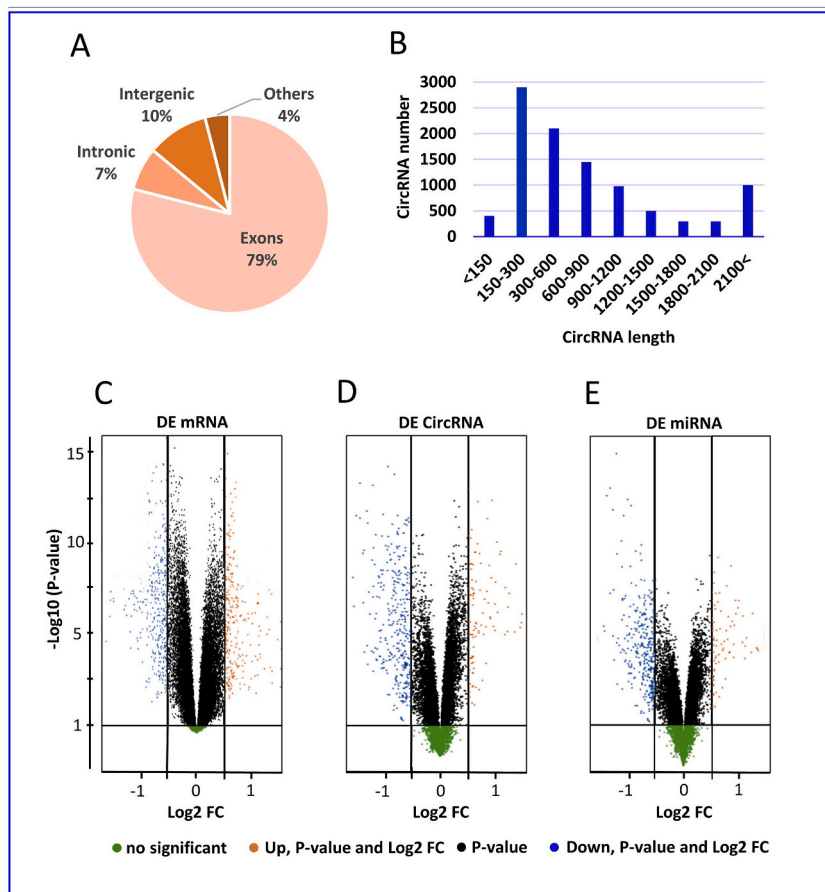 A
Intergenic
10%
Others
4%
Intronic
7%
Exons
79%
B
CircRNA number
3000
2500
2000
1500
1000
500
0
<150
150-300
300-600
600-900
900-1200
1200-1500
1500-1800
1800-2100
2100<
CircRNA length
C
DE mRNA
-Log10 (P-value)
15
10
5
1
-1 0 1
Log2 FC
D
DE CircRNA
-1 0 1
Log2 FC
E
DE miRNA
-1 0 1
Log2 FC
no significant Up, P-value and Log2 FC P-value Down, P-value and Log2 FC